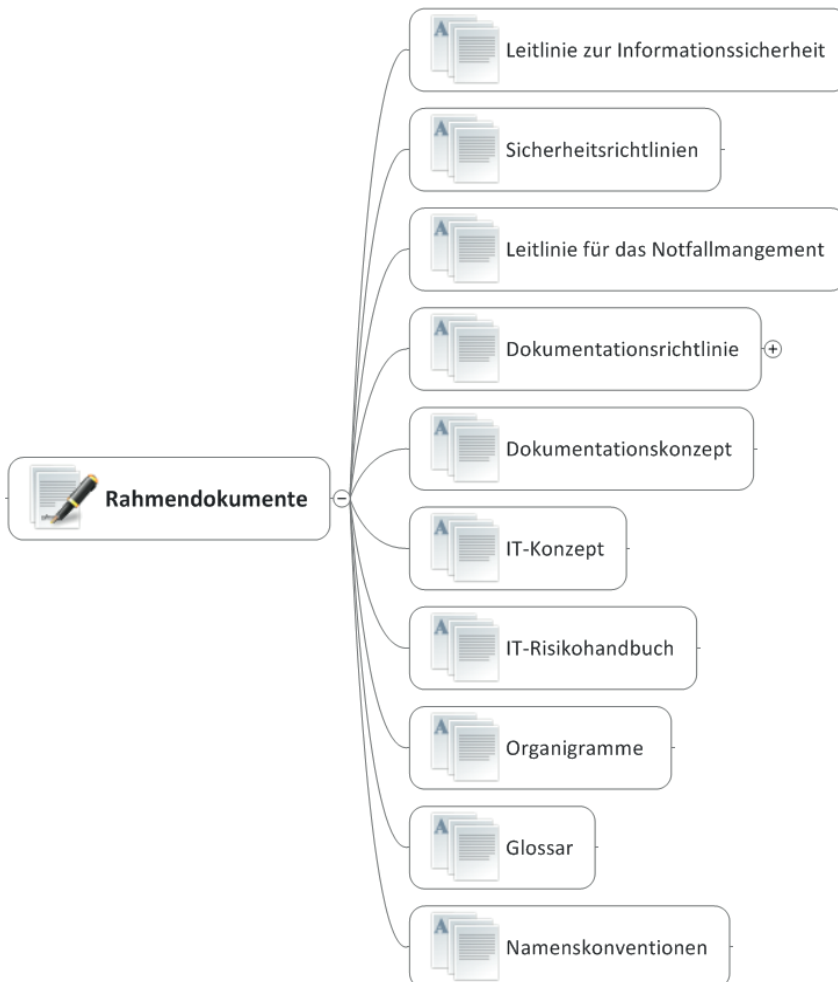 Leitlinie zur Informationssicherheit
Sicherheitsrichtlinien
Leitlinie für das Notfallmangement
Dokumentationsrichtlinie
Dokumentationskonzept
Rahmendokumente
IT-Konzept
IT-Risikohandbuch
Organigramme
Glossar
Namenskonventionen